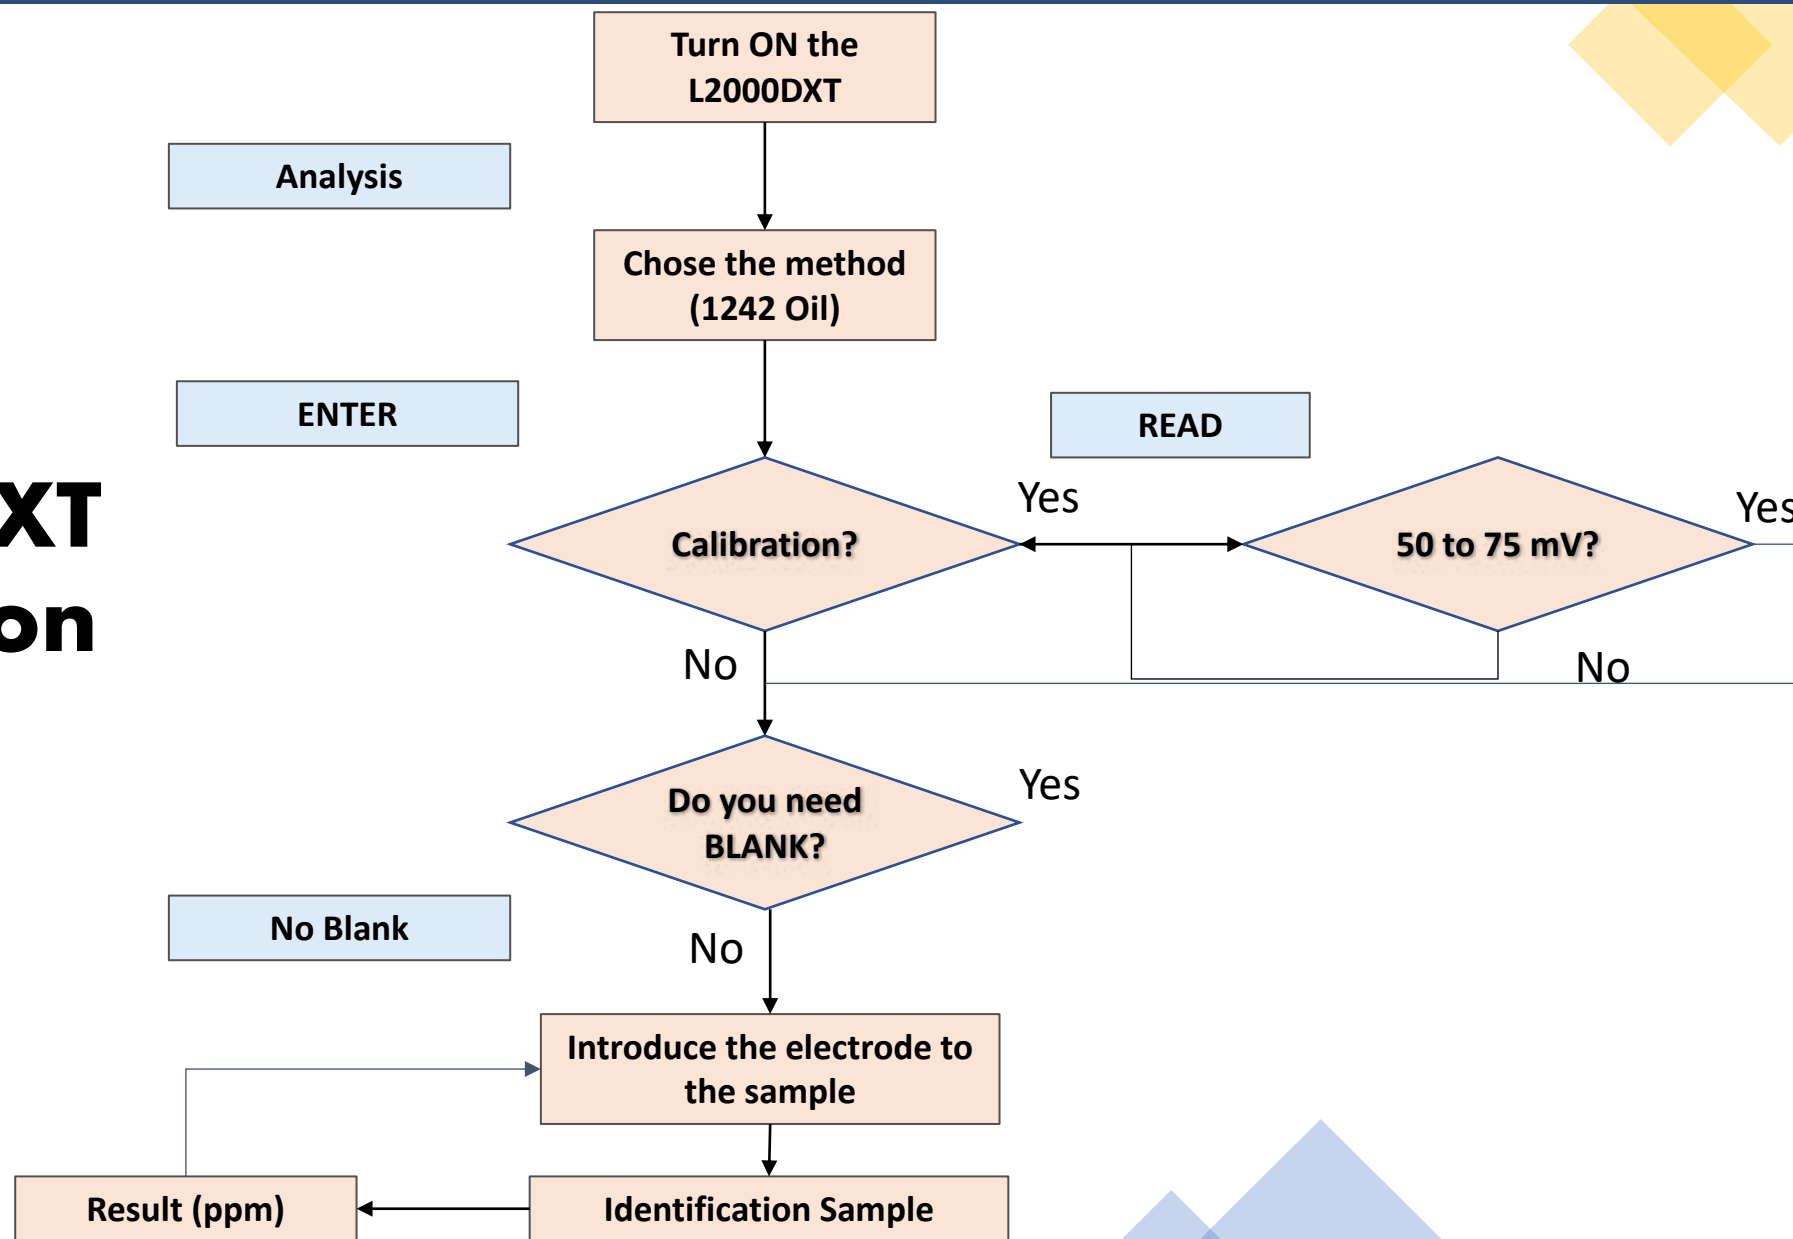 Turn ON the
L2000DXT
Analysis
Chose the method
(1242 Oil)
ENTER
READ
XT
on
Calibration?
Yes
50 to 75 mV?
Yes
No
No
Do you need
BLANK?
Yes
No Blank
No
Introduce the electrode to
the sample
Result (ppm)
Identification Sample